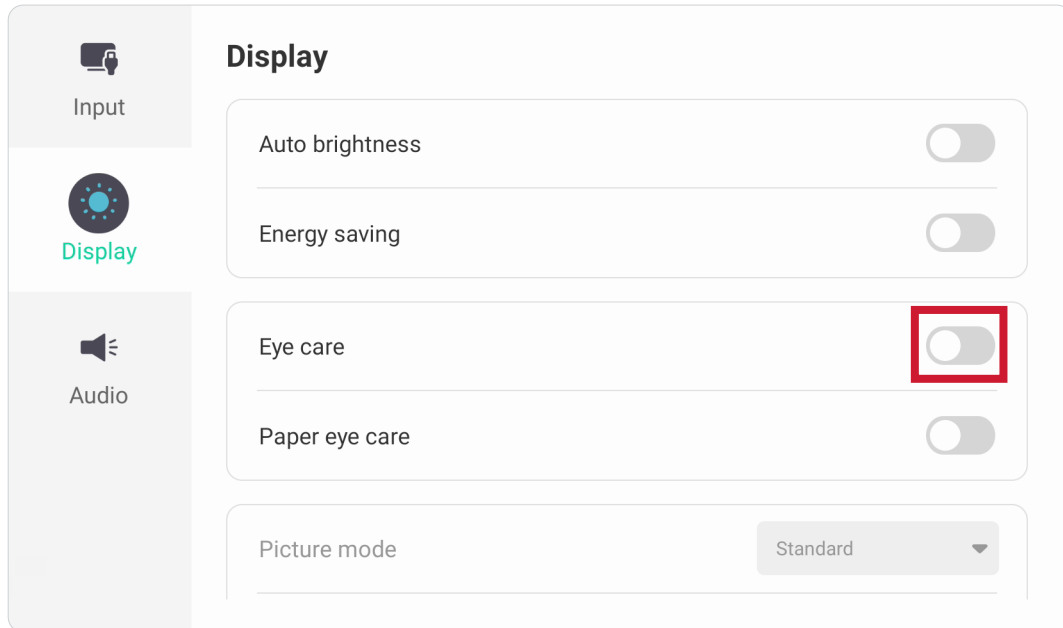 Input
Display
Audio
Display
Auto brightness
Energy saving
Eye care
Paper eye care
Picture mode Standard